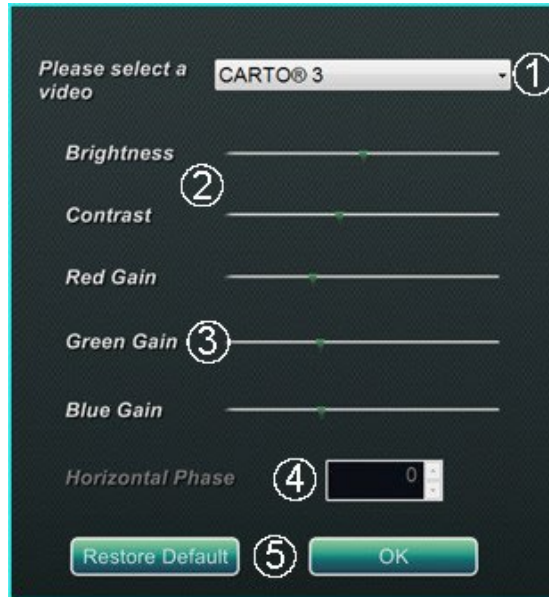 Please select a
video
CARTO® 3
①
Brightness
②
Contrast
Red Gain
Green Gain
③
Blue Gain
Horizontal Phase
④
0
Restore Default
⑤
OK